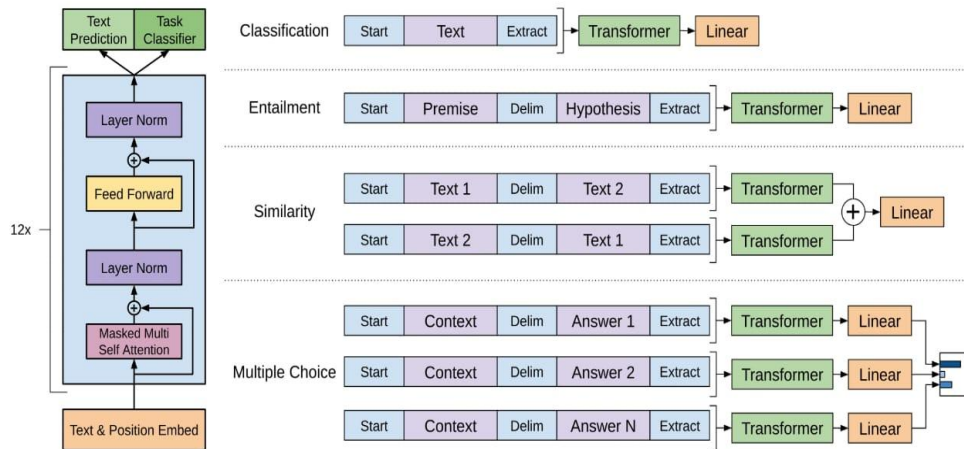 Text
Prediction
Task
Classifier
Layer Norm
Feed Forward
12x
Layer Norm
Masked Multi
Self Attention
Text & Position Embed
Classification Start Text Extract Transformer Linear
Entailment Start Premise Delim Hypothesis Extract Transformer Linear
Similarity
Start Text 1 Delim Text 2 Extract Transformer
Start Text 2 Delim Text 1 Extract Transformer
Linear
Multiple Choice
Start Context Delim Answer 1 Extract Transformer Linear
Start Context Delim Answer 2 Extract Transformer Linear
Start Context Delim Answer N Extract Transformer Linear